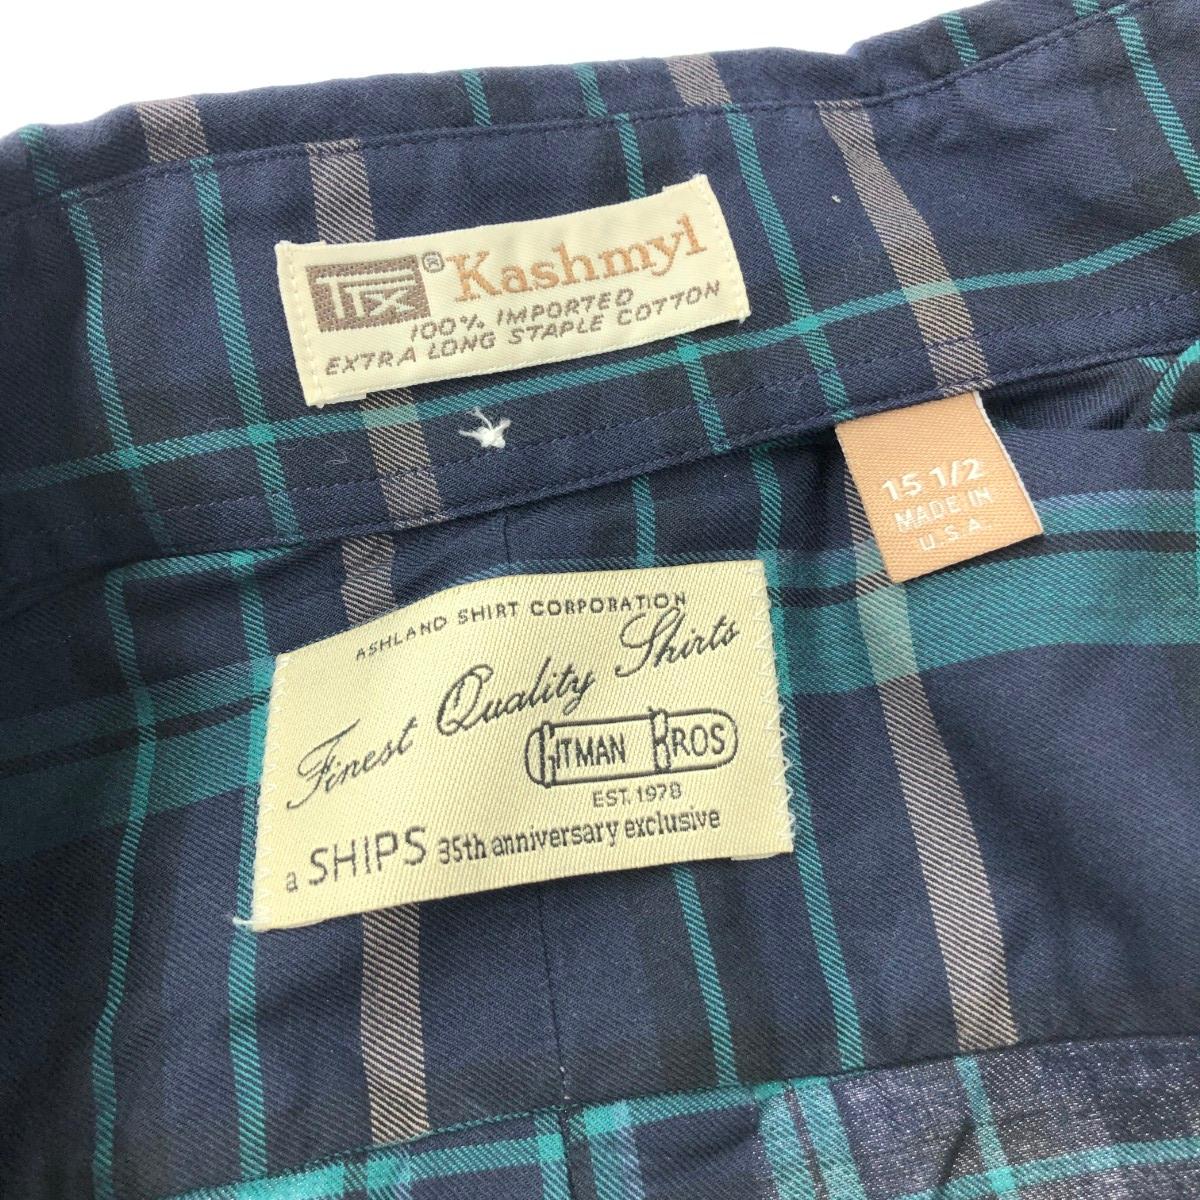 TTX® Kashmyl
100% IMPORTED
EXTRA LONG STAPLE COTTON
15 1/2
MADE IN
U.S.A.
ASHLAND SHIRT CORPORATION
Finest Quality Shirts
GITMAN BROS
EST. 1978
a SHIPS 35th anniversary exclusive